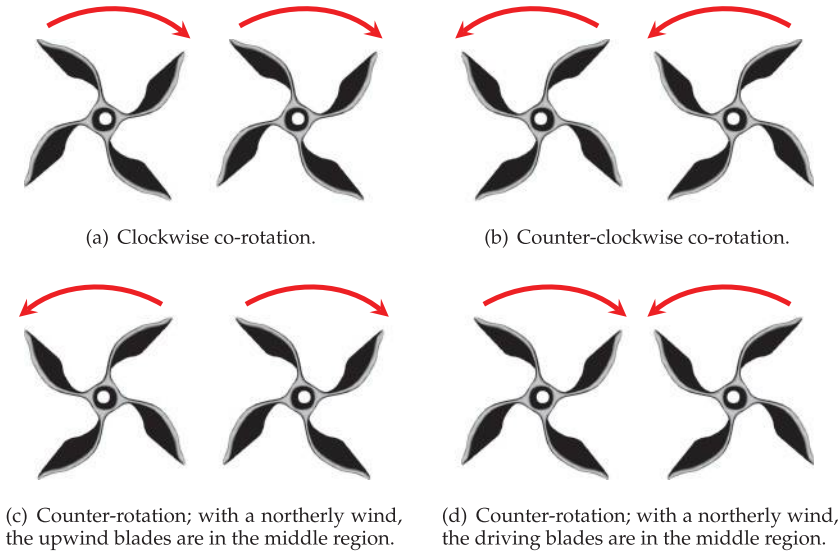 (a) Clockwise co-rotation.
(b) Counter-clockwise co-rotation.
(c) Counter-rotation; with a northerly wind,
the upwind blades are in the middle region.
(d) Counter-rotation; with a northerly wind,
the driving blades are in the middle region.